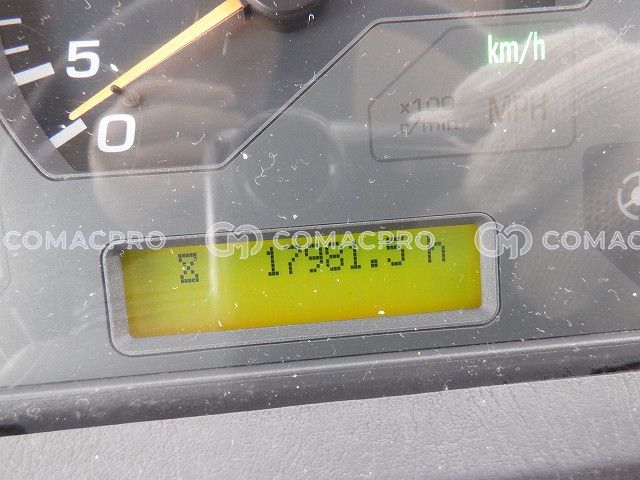 5
km/h
x100
r/min
MPH
0
COMACPRO COMACPRO COMACPRO
17981.5 h